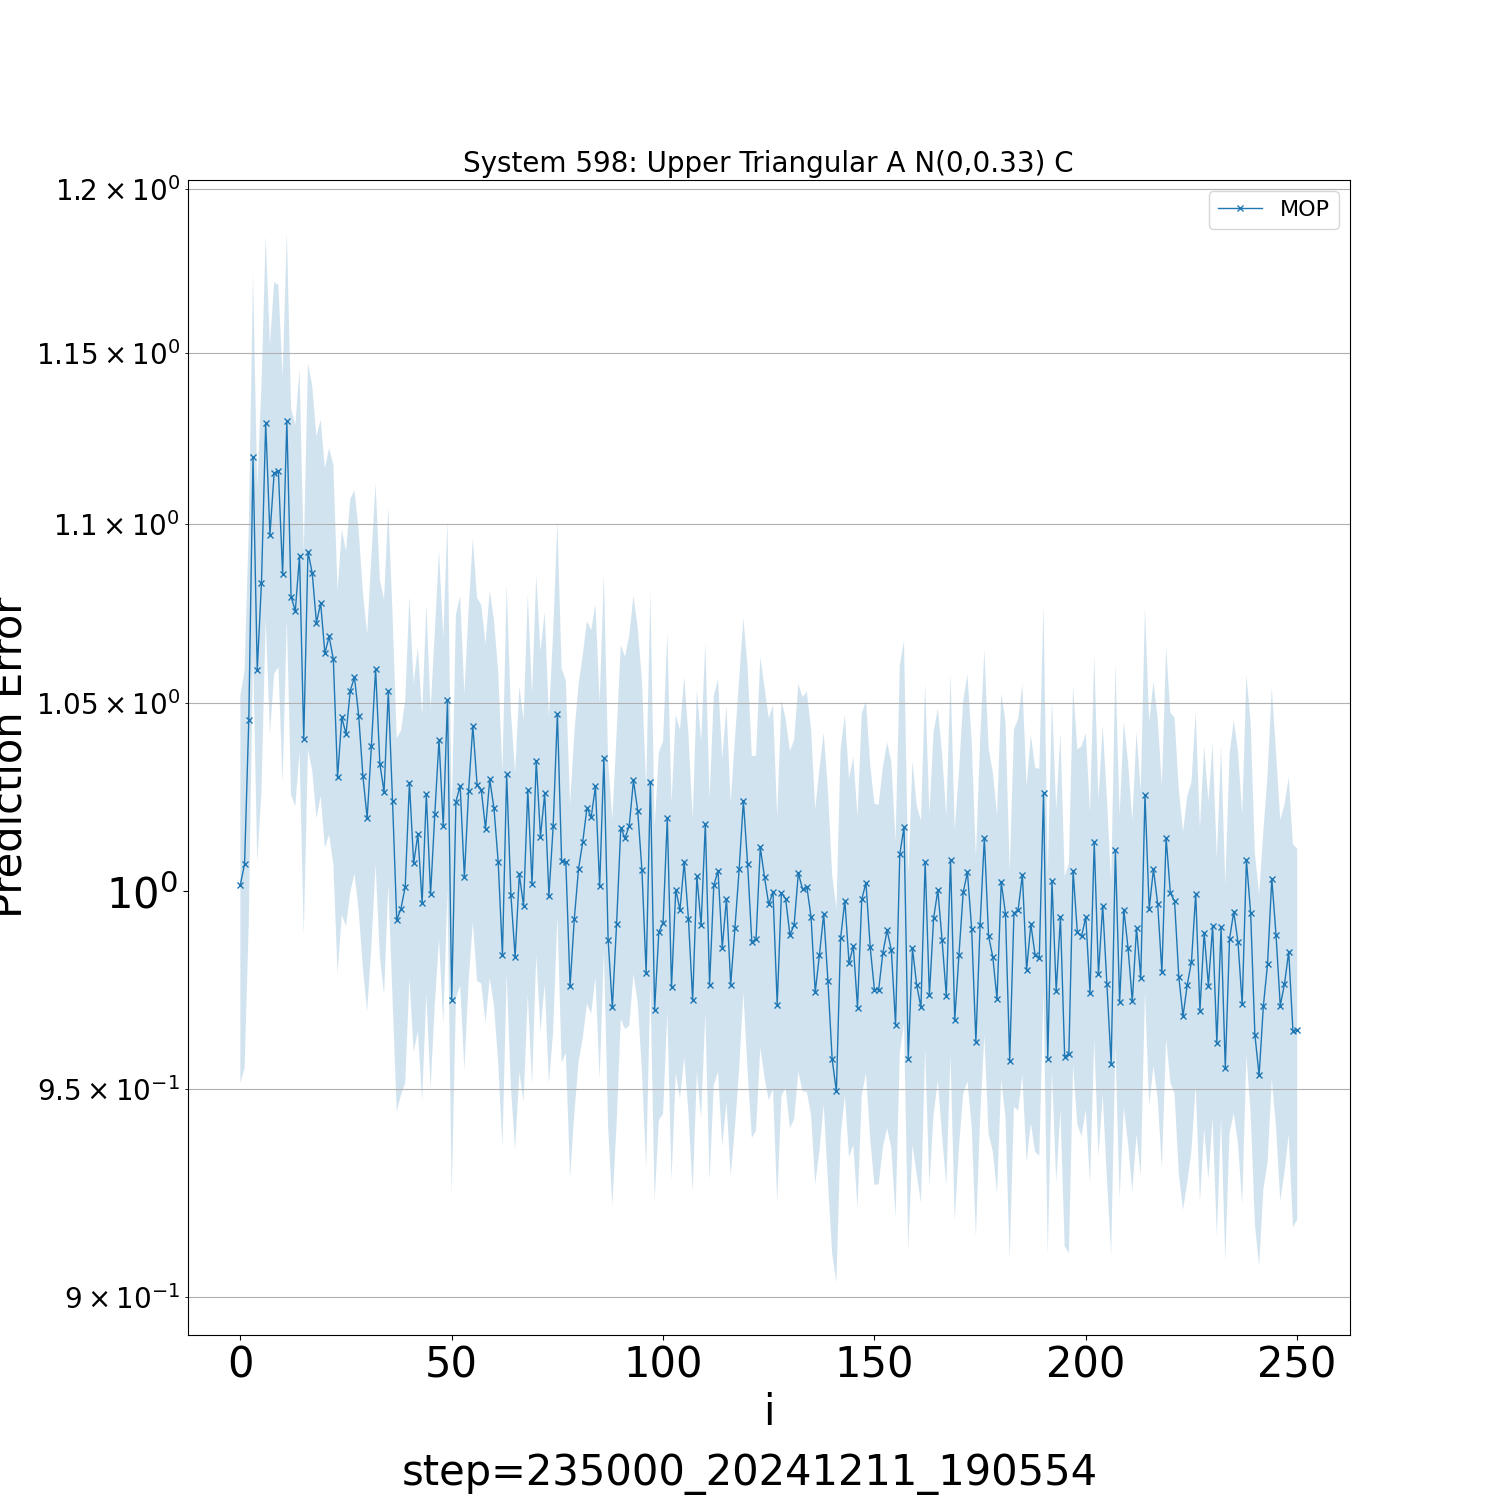 System 598: Upper Triangular A N(0,0.33) C
MOP
1.2 × 10⁰
1.15 × 10⁰
1.1 × 10⁰
1.05 × 10⁰
10⁰
9.5 × 10⁻¹
9 × 10⁻¹
Prediction Error
0 50 100 150 200 250
i
step=235000_20241211_190554